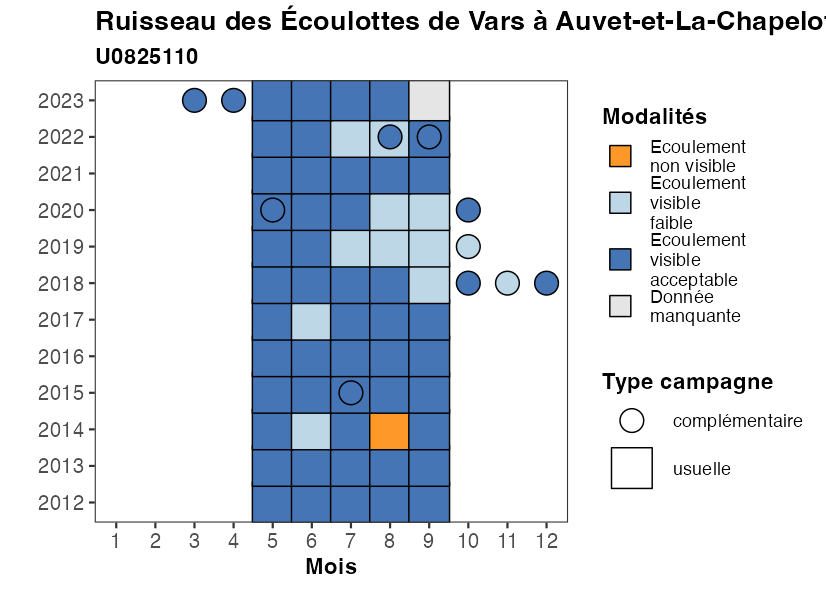 Ruisseau des Écoulottes de Vars à Auvet-et-La-Chapelo
U0825110
2023
2022
2021
2020
2019
2018
2017
2016
2015
2014
2013
2012
1 2 3 4 5 6 7 8 9 10 11 12
Mois
Modalités
Ecoulement
non visible
Ecoulement
visible
faible
Ecoulement
visible
acceptable
Donnée
manquante
Type campagne
complémentaire
usuelle